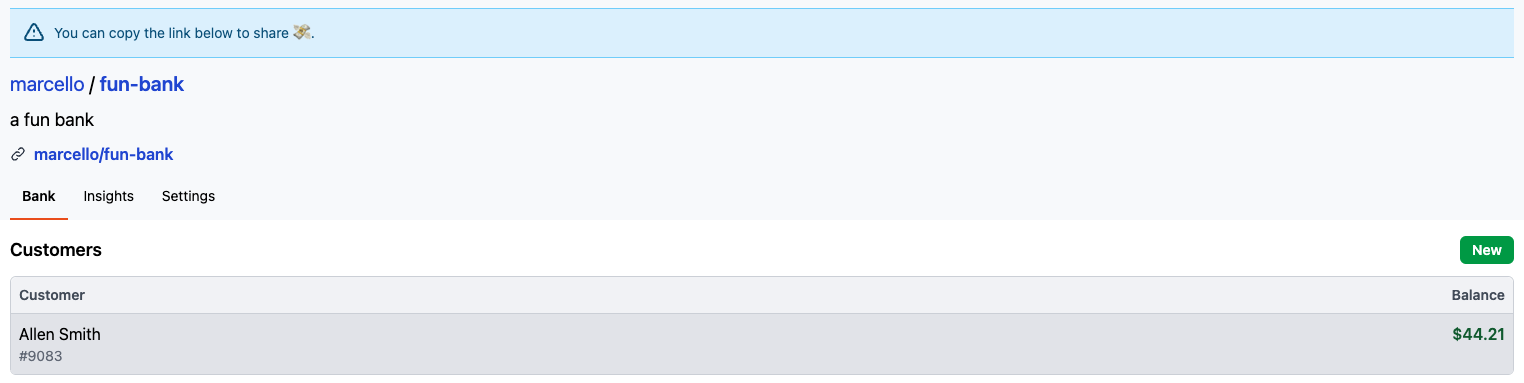 You can copy the link below to share 💸.
marcello / fun-bank
a fun bank
marcello/fun-bank
Bank Insights Settings
Customers New
Customer Balance
Allen Smith $44.21
#9083